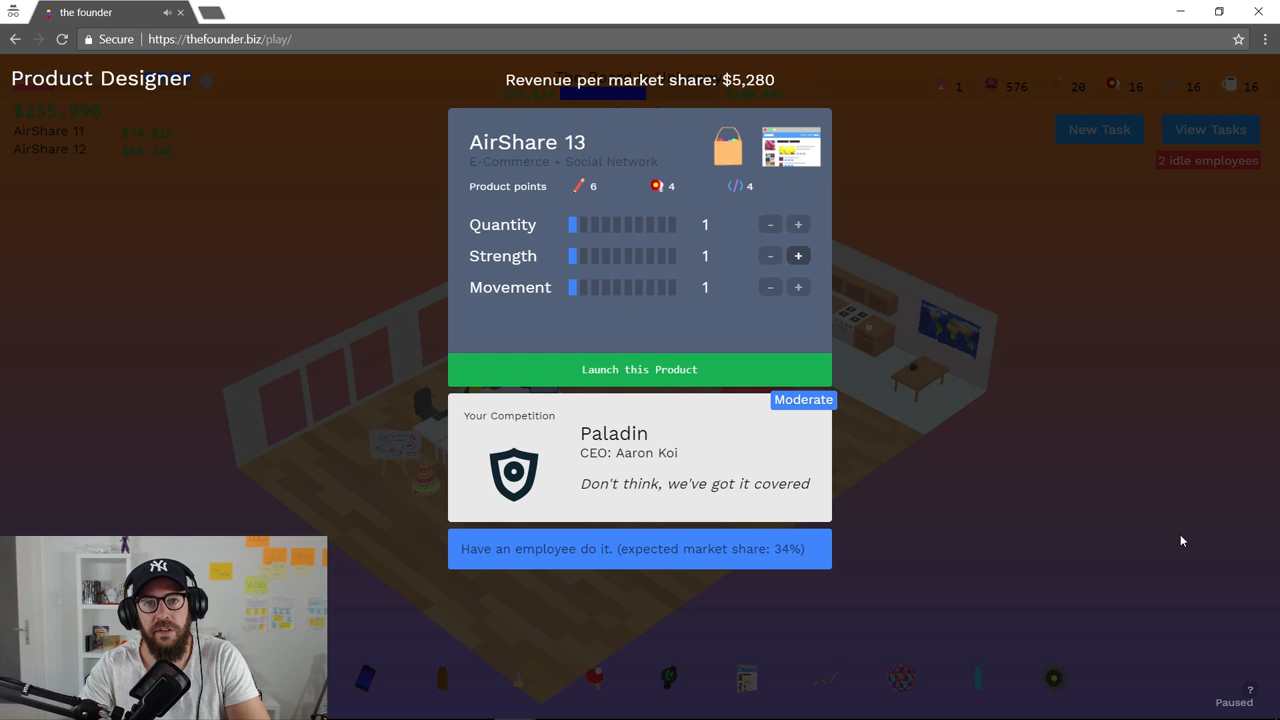 the founder
Secure
https://thefounder.biz/play/
Product Designer
Revenue per market share: $5,280
$255,990
AirShare 11
AirShare 12
1 576 20 16 16 16
New Task
View Tasks
2 idle employees
AirShare 13
E-Commerce + Social Network
Product points 6 4 4
Quantity 1 - +
Strength 1 - +
Movement 1 - +
Launch this Product
Moderate
Your Competition
Paladin
CEO: Aaron Koi
Don't think, we've got it covered
Have an employee do it. (expected market share: 34%)
?
Paused